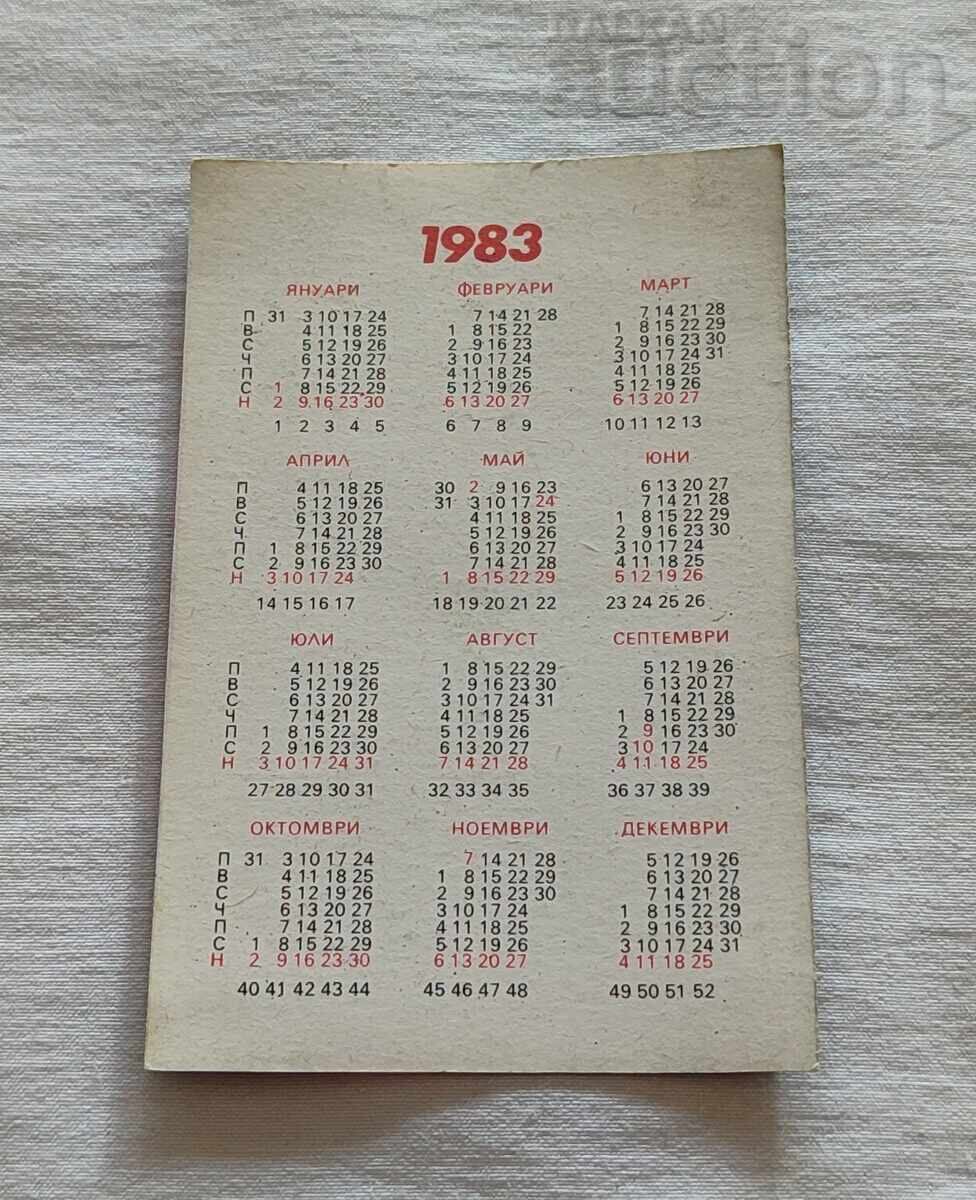 BALKAN
auction
1983
ЯНУАРИ ФЕВРУАРИ МАРТ
П 31 3 10 17 24 7 14 21 28 7 14 21 28
В 4 11 18 25 1 8 15 22 1 8 15 22 29
С 5 12 19 26 2 9 16 23 2 9 16 23 30
Ч 6 13 20 27 3 10 17 24 3 10 17 24 31
П 7 14 21 28 4 11 18 25 4 11 18 25
С 1 8 15 22 29 5 12 19 26 5 12 19 26
Н 2 9 16 23 30 6 13 20 27 6 13 20 27
1 2 3 4 5 6 7 8 9 10 11 12 13
АПРИЛ МАЙ ЮНИ
П 4 11 18 25 30 2 9 16 23 6 13 20 27
В 5 12 19 26 31 3 10 17 24 7 14 21 28
С 6 13 20 27 4 11 18 25 1 8 15 22 29
Ч 7 14 21 28 5 12 19 26 2 9 16 23 30
П 1 8 15 22 29 6 13 20 27 3 10 17 24
С 2 9 16 23 30 7 14 21 28 4 11 18 25
Н 3 10 17 24 1 8 15 22 29 5 12 19 26
14 15 16 17 18 19 20 21 22 23 24 25 26
ЮЛИ АВГУСТ СЕПТЕМВРИ
П 4 11 18 25 1 8 15 22 29 5 12 19 26
В 5 12 19 26 2 9 16 23 30 6 13 20 27
С 6 13 20 27 3 10 17 24 31 7 14 21 28
Ч 7 14 21 28 4 11 18 25 1 8 15 22 29
П 1 8 15 22 29 5 12 19 26 2 9 16 23 30
С 2 9 16 23 30 6 13 20 27 3 10 17 24
Н 3 10 17 24 31 7 14 21 28 4 11 18 25
27 28 29 30 31 32 33 34 35 36 37 38 39
ОКТОМВРИ НОЕМВРИ ДЕКЕМВРИ
П 31 3 10 17 24 7 14 21 28 5 12 19 26
В 4 11 18 25 1 8 15 22 29 6 13 20 27
С 5 12 19 26 2 9 16 23 30 7 14 21 28
Ч 6 13 20 27 3 10 17 24 1 8 15 22 29
П 7 14 21 28 4 11 18 25 2 9 16 23 30
С 1 8 15 22 29 5 12 19 26 3 10 17 24 31
Н 2 9 16 23 30 6 13 20 27 4 11 18 25
40 41 42 43 44 45 46 47 48 49 50 51 52